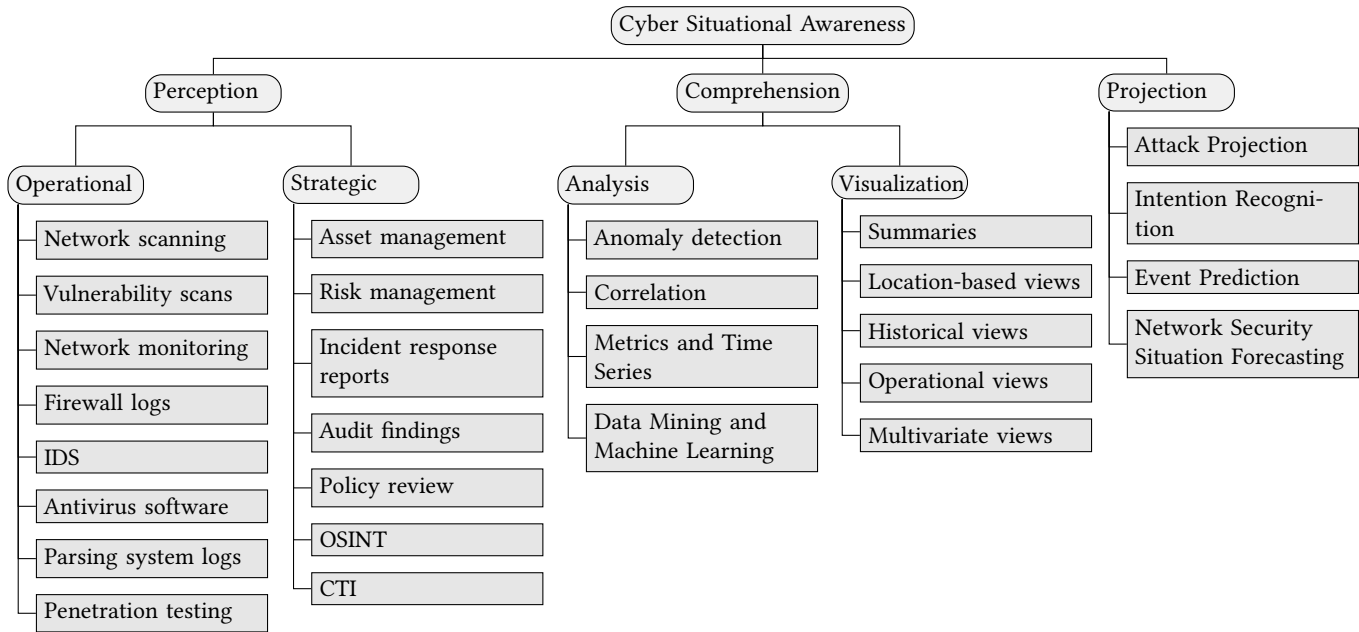 Cyber Situational Awareness
Perception
Comprehension
Projection
Operational
Strategic
Analysis
Visualization
Network scanning
Vulnerability scans
Network monitoring
Firewall logs
IDS
Antivirus software
Parsing system logs
Penetration testing
Asset management
Risk management
Incident response
reports
Audit findings
Policy review
OSINT
CTI
Anomaly detection
Correlation
Metrics and Time
Series
Data Mining and
Machine Learning
Summaries
Location-based views
Historical views
Operational views
Multivariate views
Attack Projection
Intention Recogni-
tion
Event Prediction
Network Security
Situation Forecasting